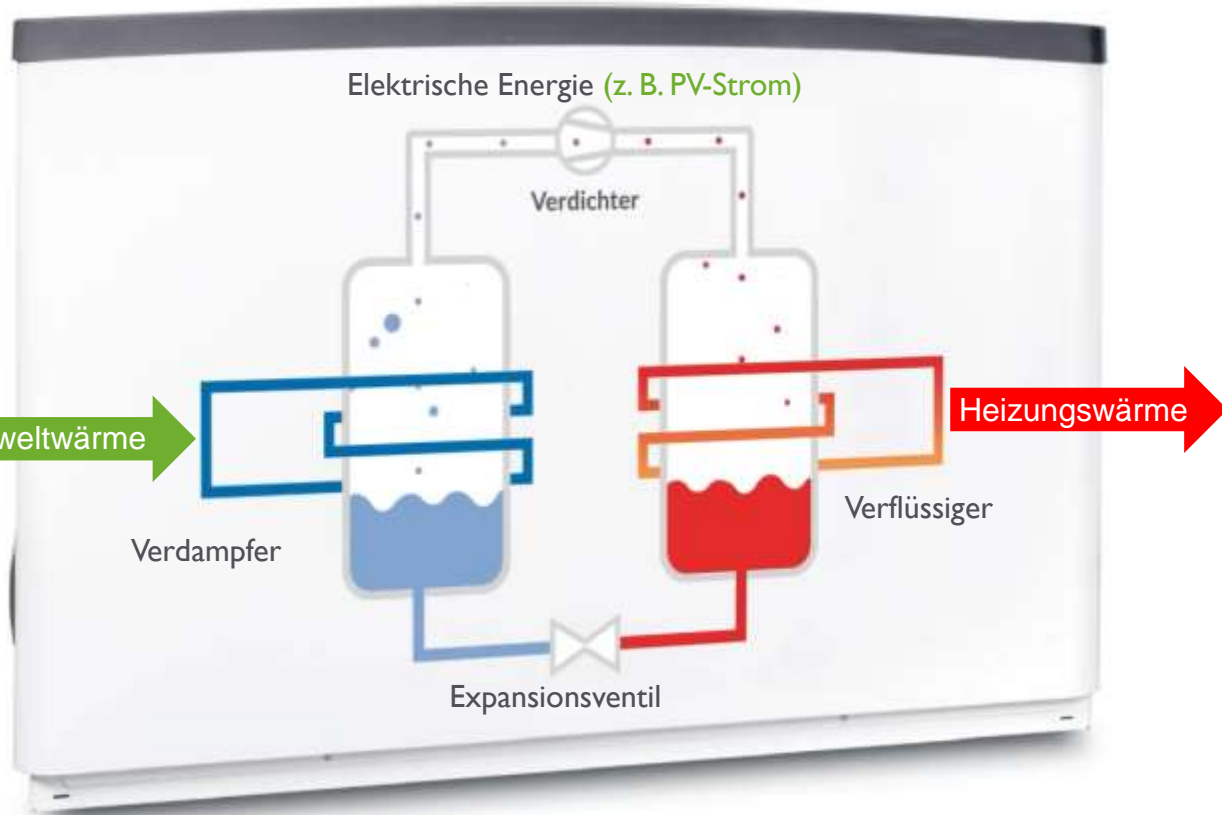 Elektrische Energie (z. B. PV-Strom)
Verdichter
weltwärme
Heizungswärme
Verflüssiger
Verdampfer
Expansionsventil